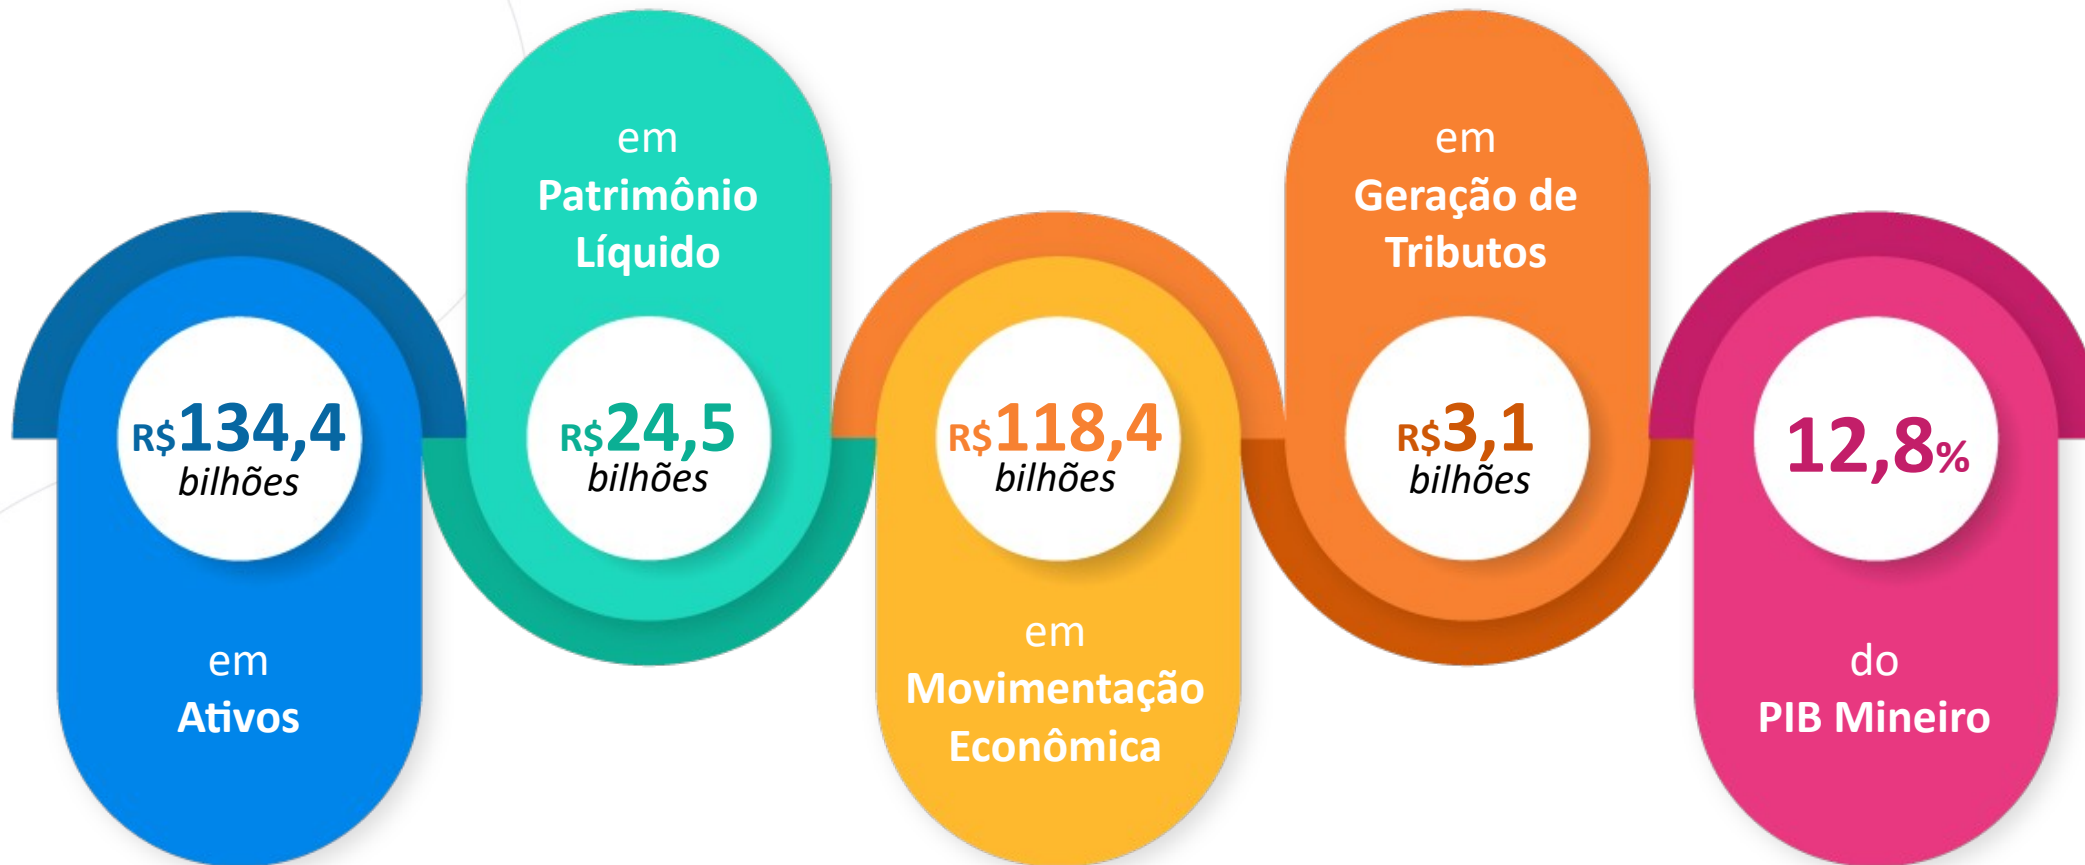 R$134,4
bilhões
em
Ativos
em
Patrimônio
Líquido
R$24,5
bilhões
R$118,4
bilhões
em
Movimentação
Econômica
em
Geração de
Tributos
R$3,1
bilhões
12,8%
do
PIB Mineiro